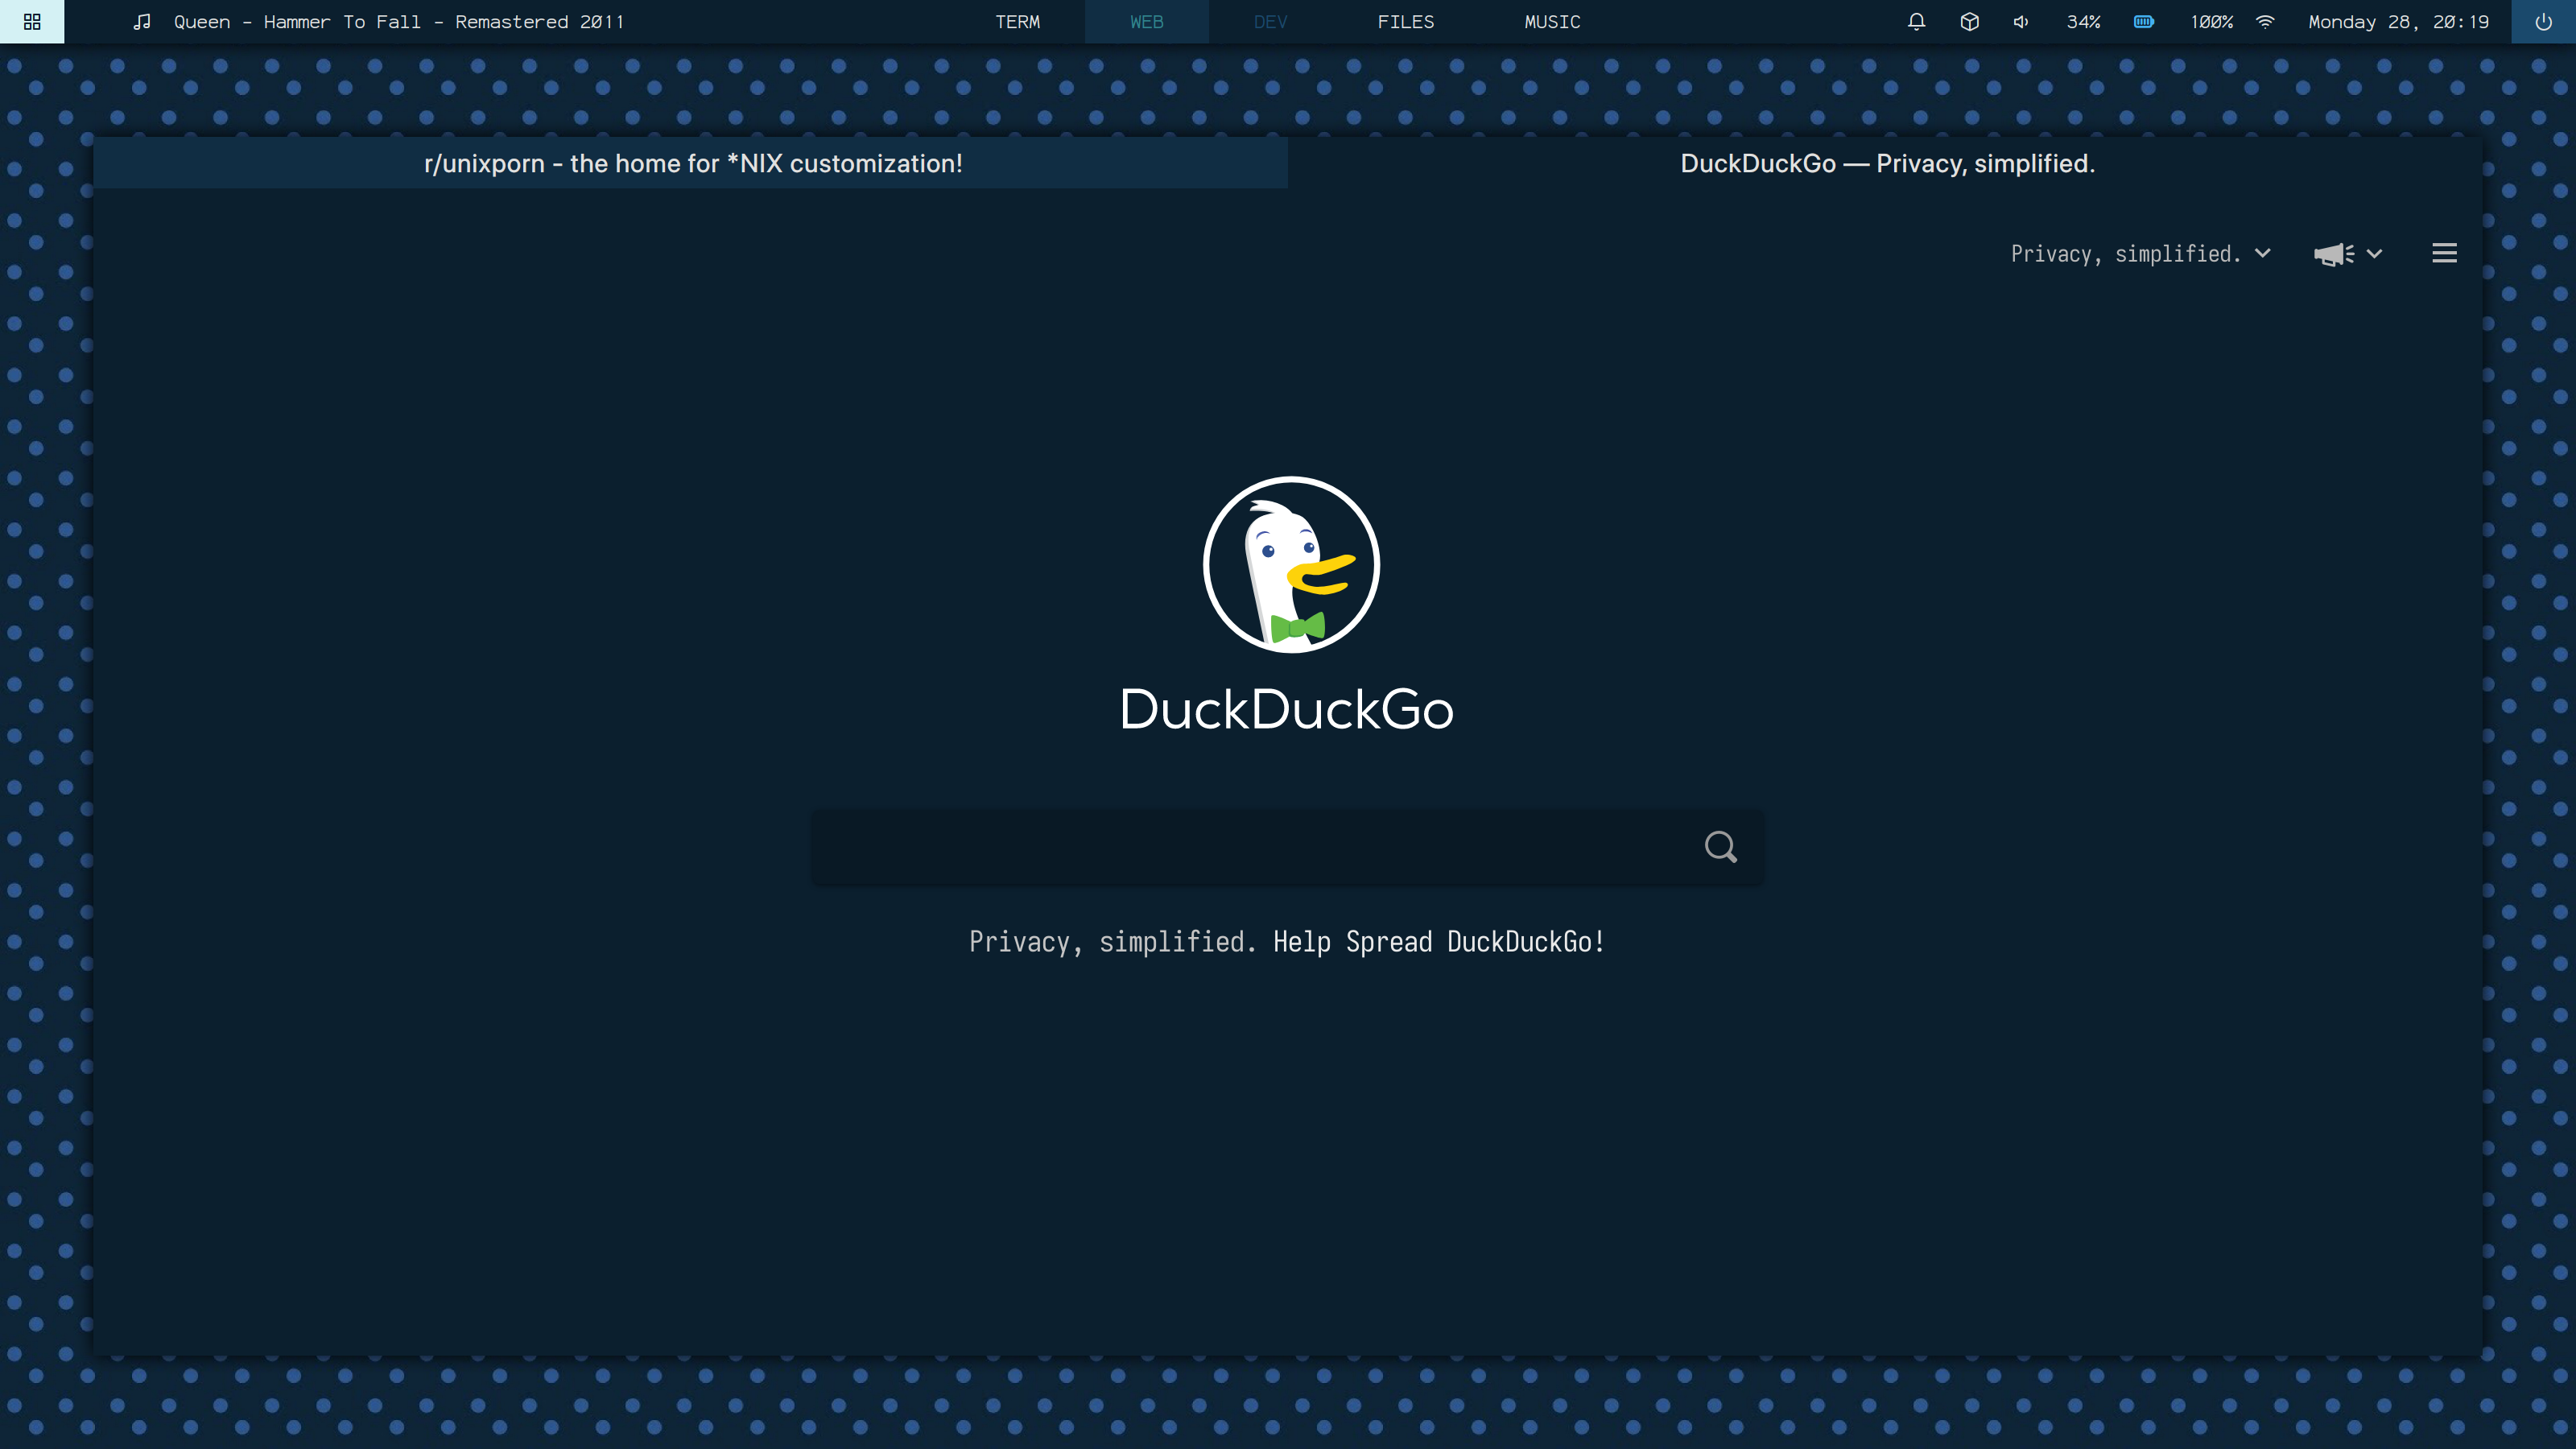 Queen - Hammer To Fall - Remastered 2011 TERM WEB DEV FILES MUSIC 34% 100% Monday 28, 20:19
r/unixporn - the home for *NIX customization! DuckDuckGo — Privacy, simplified.
Privacy, simplified.
DuckDuckGo
Privacy, simplified. Help Spread DuckDuckGo!